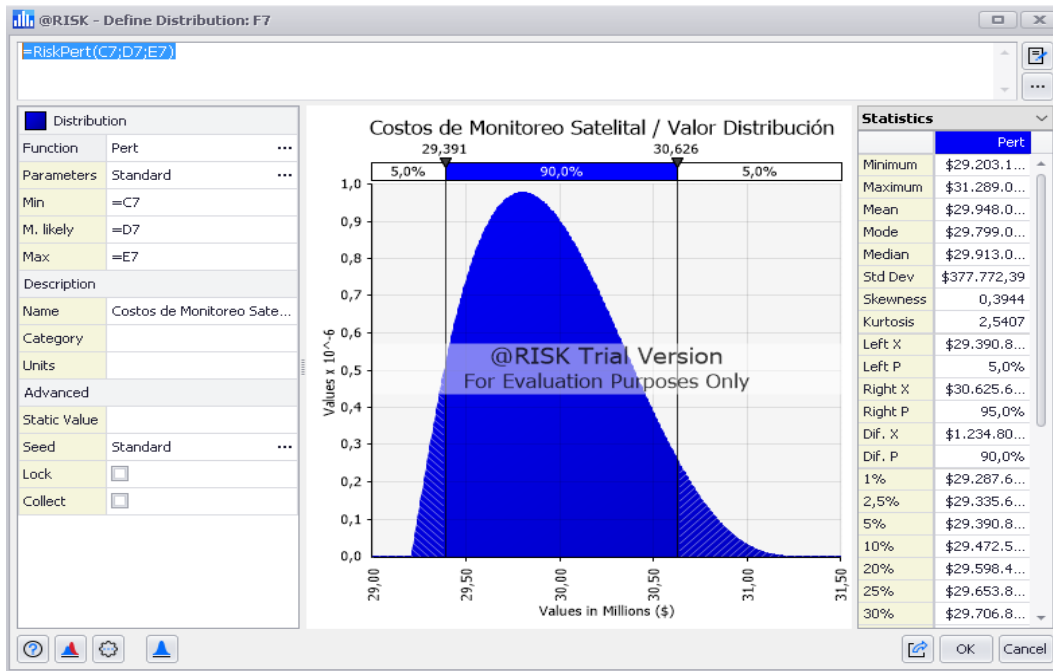 @RISK - Define Distribution: F7
=RiskPert(C7;D7;E7)
Distribution
Function Pert ...
Parameters Standard ...
Min =C7
M. likely =D7
Max =E7
Description
Name Costos de Monitoreo Sate...
Category
Units
Advanced
Static Value
Seed Standard ...
Lock
Collect
Costos de Monitoreo Satelital / Valor Distribución
29,391 30,626
5,0% 90,0% 5,0%
1,0
0,9
0,8
0,7
0,6
0,5
0,4
0,3
0,2
0,1
0,0
Values x 10^-6
@RISK Trial Version
For Evaluation Purposes Only
29,00 29,50 30,00 30,50 31,00 31,50
Values in Millions ($)
Statistics
Pert
Minimum $29.203.1...
Maximum $31.289.0...
Mean $29.948.0...
Mode $29.799.0...
Median $29.913.0...
Std Dev $377.772,39
Skewness 0,3944
Kurtosis 2,5407
Left X $29.390.8...
Left P 5,0%
Right X $30.625.6...
Right P 95,0%
Dif. X $1.234.80...
Dif. P 90,0%
1% $29.287.6...
2,5% $29.335.6...
5% $29.390.8...
10% $29.472.5...
20% $29.598.4...
25% $29.653.8...
30% $29.706.8...
OK Cancel